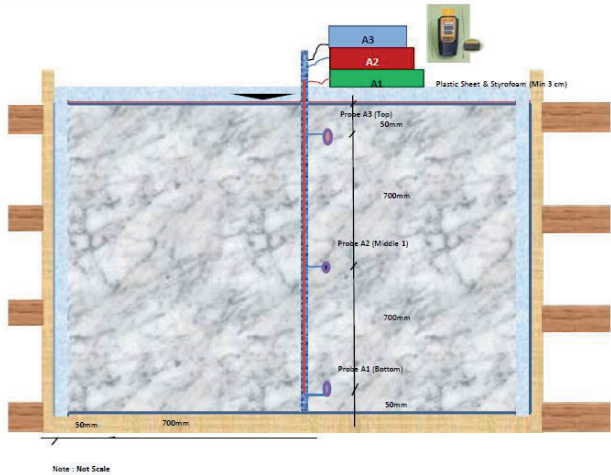 A3
A2
A1
Plastic Sheet & Styrofoam (Min 3 cm)
Probe A3 (Top)
50mm
700mm
Probe A2 (Middle 1)
700mm
Probe A1 (Bottom)
50mm
50mm
700mm
Note : Not Scale